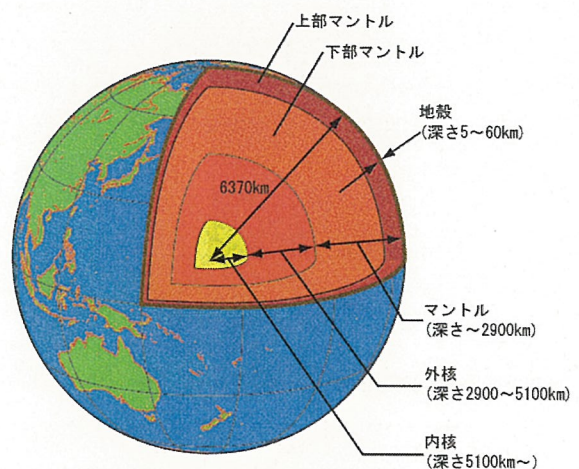 上部マントル
下部マントル
地殻
(深さ5～60km)
6370km
マントル
(深さ～2900km)
外核
(深さ2900～5100km)
内核
(深さ5100km～)